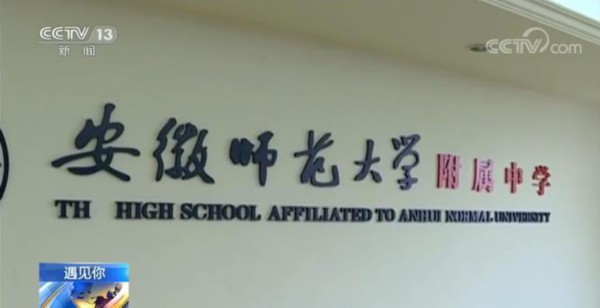 CCTV 13
新闻
CCTV.com
安徽师范大学附属中学
TH HIGH SCHOOL AFFILIATED TO ANHUI NORMAL UNIVERSITY
遇见你